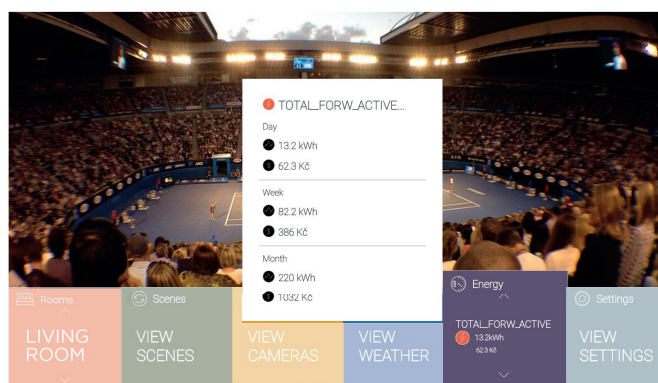 TOTAL_FORW_ACTIVE...
Day
13.2 kWh
62.3 Kč
Week
82.2 kWh
386 Kč
Month
220 kWh
1032 Kč
Rooms
LIVING
ROOM
Scenes
VIEW
SCENES
VIEW
CAMERAS
VIEW
WEATHER
Energy
TOTAL_FORW_ACTIVE
13.2kWh
62.3 Kč
Settings
VIEW
SETTINGS